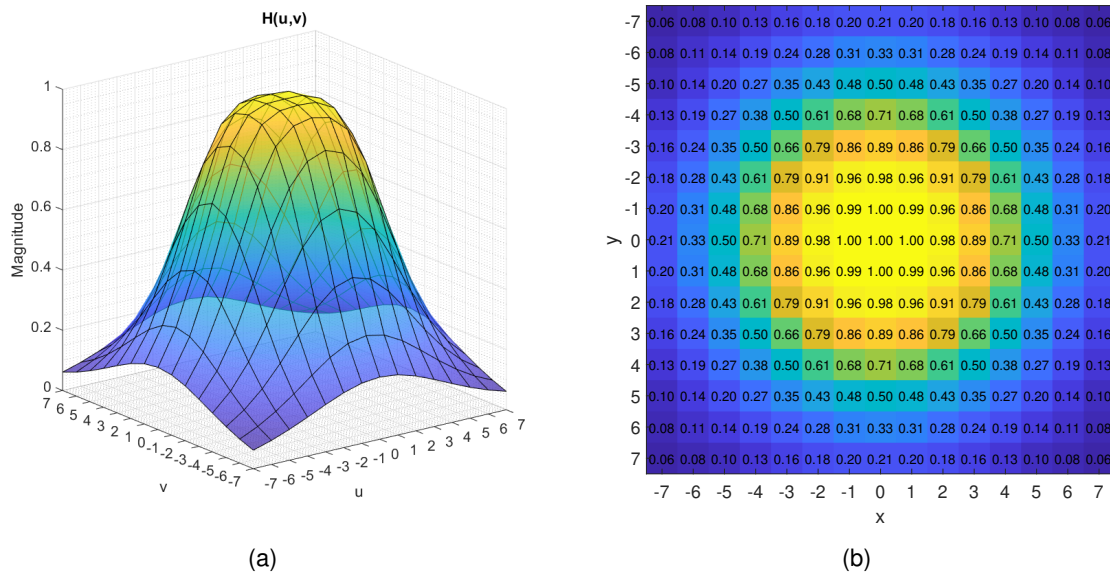 H(u,v)
1
0.8
0.6
0.4
0.2
0
Magnitude
7 6 5 4 3 2 1 0 -1 -2 -3 -4 -5 -6 -7
v
-7 -6 -5 -4 -3 -2 -1 0 1 2 3 4 5 6 7
u
(a)
-7 0.06 0.08 0.10 0.13 0.16 0.18 0.20 0.21 0.20 0.18 0.16 0.13 0.10 0.08 0.06
-6 0.08 0.11 0.14 0.19 0.24 0.28 0.31 0.33 0.31 0.28 0.24 0.19 0.14 0.11 0.08
-5 0.10 0.14 0.20 0.27 0.35 0.43 0.48 0.50 0.48 0.43 0.35 0.27 0.20 0.14 0.10
-4 0.13 0.19 0.27 0.38 0.50 0.61 0.68 0.71 0.68 0.61 0.50 0.38 0.27 0.19 0.13
-3 0.16 0.24 0.35 0.50 0.66 0.79 0.86 0.89 0.86 0.79 0.66 0.50 0.35 0.24 0.16
-2 0.18 0.28 0.43 0.61 0.79 0.91 0.96 0.98 0.96 0.91 0.79 0.61 0.43 0.28 0.18
-1 0.20 0.31 0.48 0.68 0.86 0.96 0.99 1.00 0.99 0.96 0.86 0.68 0.48 0.31 0.20
y
0 0.21 0.33 0.50 0.71 0.89 0.98 1.00 1.00 1.00 0.98 0.89 0.71 0.50 0.33 0.21
1 0.20 0.31 0.48 0.68 0.86 0.96 0.99 1.00 0.99 0.96 0.86 0.68 0.48 0.31 0.20
2 0.18 0.28 0.43 0.61 0.79 0.91 0.96 0.98 0.96 0.91 0.79 0.61 0.43 0.28 0.18
3 0.16 0.24 0.35 0.50 0.66 0.79 0.86 0.89 0.86 0.79 0.66 0.50 0.35 0.24 0.16
4 0.13 0.19 0.27 0.38 0.50 0.61 0.68 0.71 0.68 0.61 0.50 0.38 0.27 0.19 0.13
5 0.10 0.14 0.20 0.27 0.35 0.43 0.48 0.50 0.48 0.43 0.35 0.27 0.20 0.14 0.10
6 0.08 0.11 0.14 0.19 0.24 0.28 0.31 0.33 0.31 0.28 0.24 0.19 0.14 0.11 0.08
7 0.06 0.08 0.10 0.13 0.16 0.18 0.20 0.21 0.20 0.18 0.16 0.13 0.10 0.08 0.06
-7 -6 -5 -4 -3 -2 -1 0 1 2 3 4 5 6 7
x
(b)